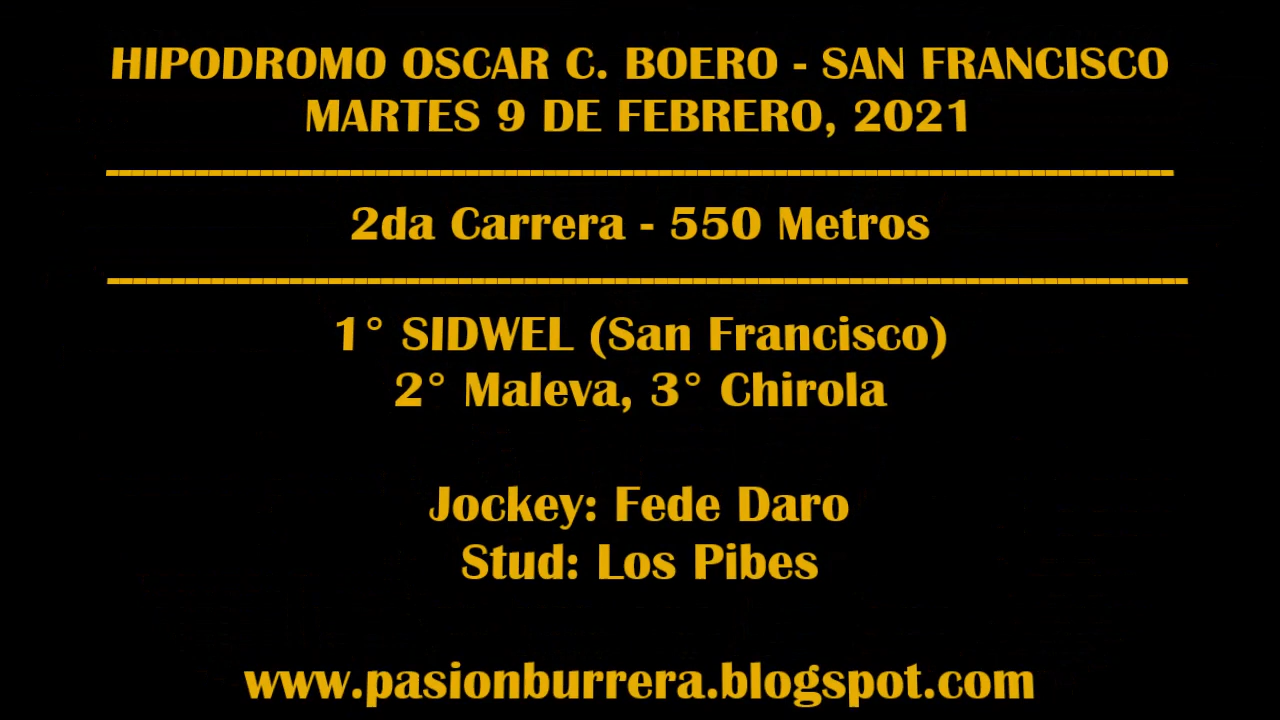 HIPODROMO OSCAR C. BOERO - SAN FRANCISCO
MARTES 9 DE FEBRERO, 2021
2da Carrera - 550 Metros
1° SIDWEL (San Francisco)
2° Maleva, 3° Chirola
Jockey: Fede Daro
Stud: Los Pibes
www.pasionburrera.blogspot.com